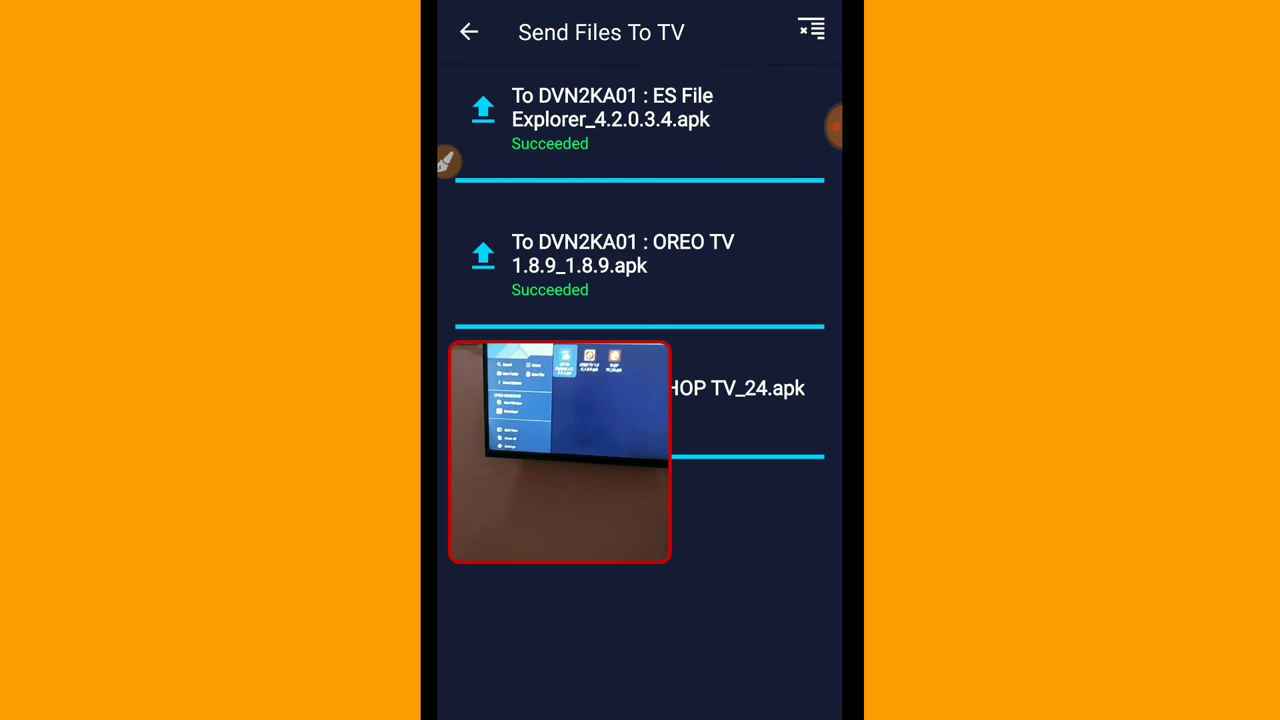 Send Files To TV
To DVN2KA01 : ES File
Explorer_4.2.0.3.4.apk
Succeeded
To DVN2KA01 : OREO TV
1.8.9_1.8.9.apk
Succeeded
HOP TV_24.apk